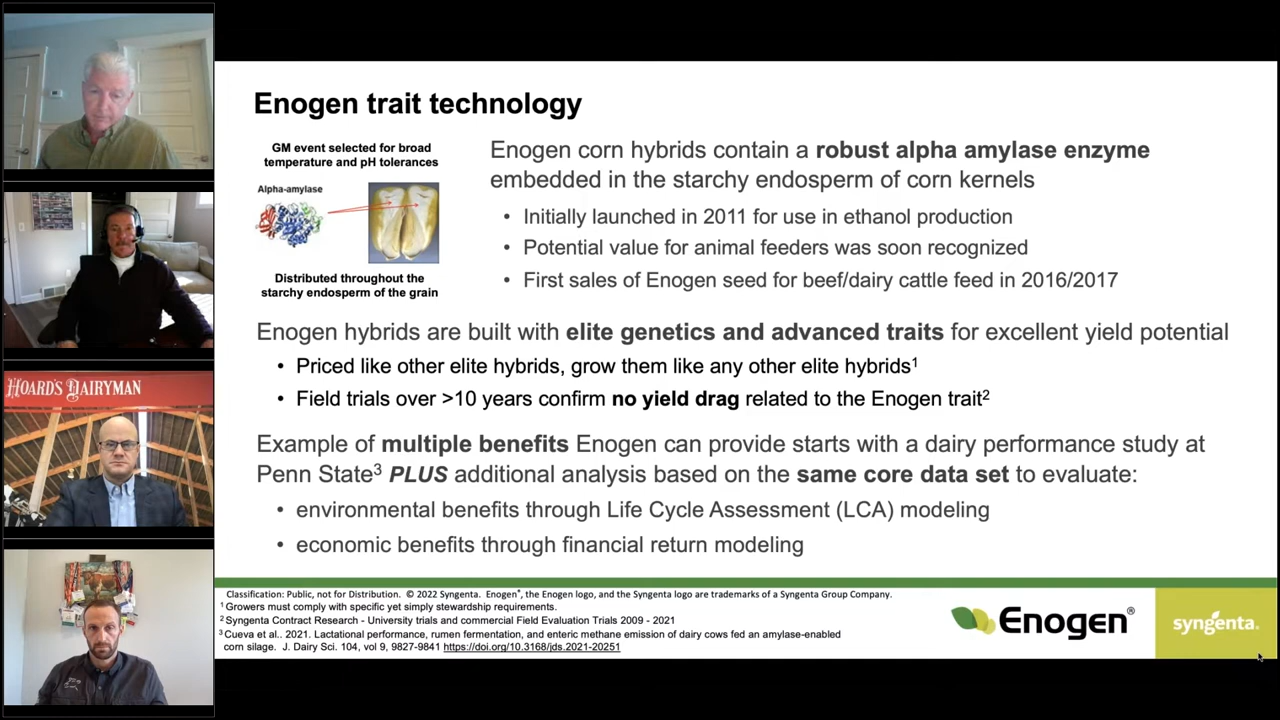 HOARD'S DAIRYMAN
Enogen trait technology
GM event selected for broad
temperature and pH tolerances
Alpha-amylase
Distributed throughout the
starchy endosperm of the grain
Enogen corn hybrids contain a robust alpha amylase enzyme
embedded in the starchy endosperm of corn kernels
• Initially launched in 2011 for use in ethanol production
• Potential value for animal feeders was soon recognized
• First sales of Enogen seed for beef/dairy cattle feed in 2016/2017
Enogen hybrids are built with elite genetics and advanced traits for excellent yield potential
• Priced like other elite hybrids, grow them like any other elite hybrids¹
• Field trials over >10 years confirm no yield drag related to the Enogen trait²
Example of multiple benefits Enogen can provide starts with a dairy performance study at
Penn State³ PLUS additional analysis based on the same core data set to evaluate:
• environmental benefits through Life Cycle Assessment (LCA) modeling
• economic benefits through financial return modeling
Classification: Public, not for Distribution. © 2022 Syngenta. Enogen®, the Enogen logo, and the Syngenta logo are trademarks of a Syngenta Group Company.
¹ Growers must comply with specific yet simply stewardship requirements.
² Syngenta Contract Research - University trials and commercial Field Evaluation Trials 2009 - 2021
³ Cueva et al.. 2021. Lactational performance, rumen fermentation, and enteric methane emission of dairy cows fed an amylase-enabled
corn silage. J. Dairy Sci. 104, vol 9, 9827-9841 https://doi.org/10.3168/jds.2021-20251
Enogen®
syngenta.